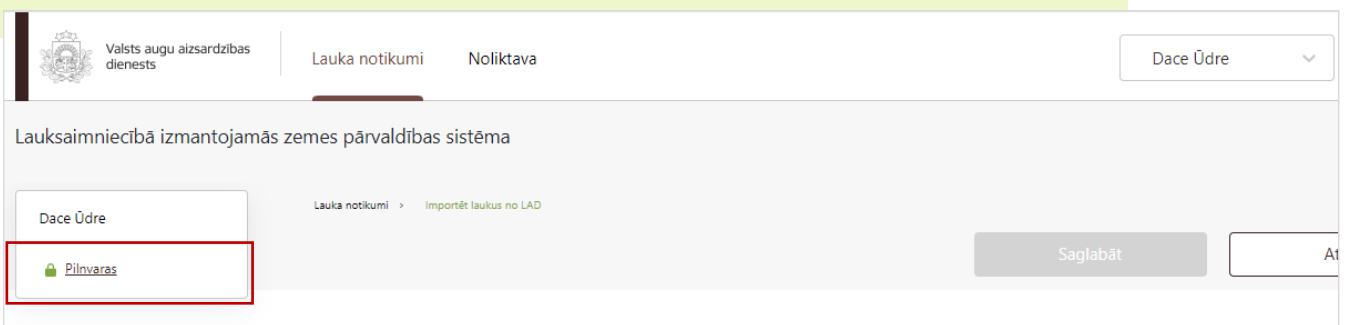 Valsts augu aizsardzības
dienests
Lauka notikumi
Noliktava
Dace Ūdre
Lauksaimniecībā izmantojamās zemes pārvaldības sistēma
Dace Ūdre
Lauka notikumi > Importēt laukus no LAD
Pilnvaras
Saglabāt